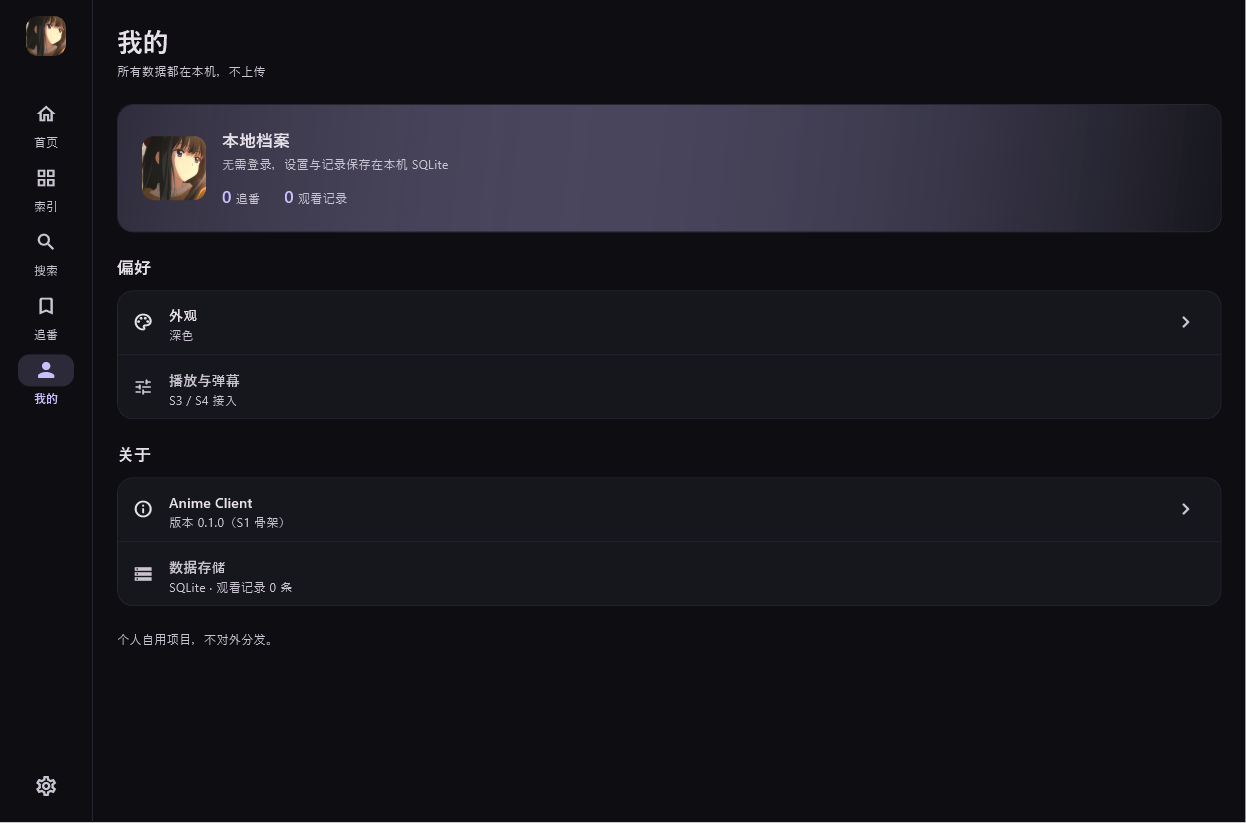 我的
所有数据都在本机，不上传
首页
索引
搜索
追番
我的
本地档案
无需登录，设置与记录保存在本机 SQLite
0 追番 0 观看记录
偏好
外观
深色
播放与弹幕
S3 / S4 接入
关于
Anime Client
版本 0.1.0（S1 骨架）
数据存储
SQLite · 观看记录 0 条
个人自用项目，不对外分发。